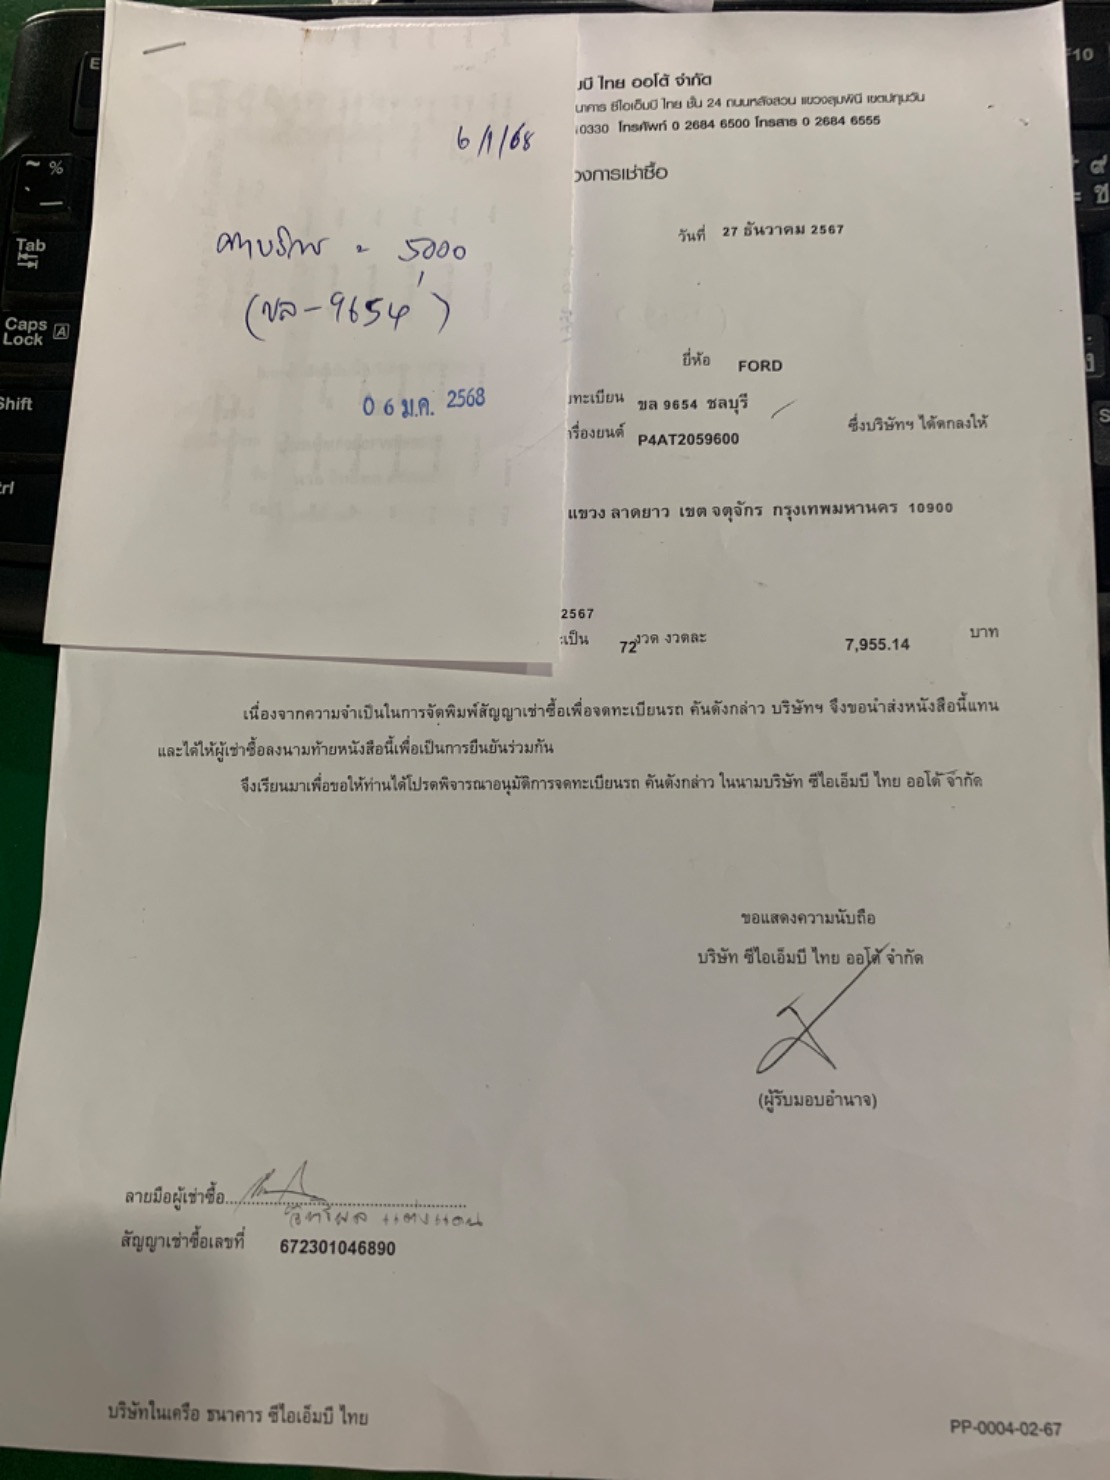 6/1/68
ค่าบริการ - 5000
(ขล-9654)
06 ม.ค. 2568
มบี ไทย ออโต้ จำกัด
นาคาร ซีไอเอ็มบี ไทย ชั้น 24 ถนนหลังสวน แขวงลุมพินี เขตปทุมวัน
10330 โทรศัพท์ 0 2684 6500 โทรสาร 0 2684 6555
วงการเช่าซื้อ
วันที่ 27 ธันวาคม 2567
ยี่ห้อ FORD
ทะเบียน ขล 9654 ชลบุรี
รื่องยนต์ P4AT2059600 ซึ่งบริษัทฯ ได้ตกลงให้
แขวง ลาดยาว เขต จตุจักร กรุงเทพมหานคร 10900
2567
เป็น 72 งวด งวดละ 7,955.14 บาท
เนื่องจากความจำเป็นในการจัดพิมพ์สัญญาเช่าซื้อเพื่อจดทะเบียนรถ คันดังกล่าว บริษัทฯ จึงขอนำส่งหนังสือนี้แทน
และได้ให้ผู้เช่าซื้อลงนามท้ายหนังสือนี้เพื่อเป็นการยืนยันร่วมกัน
จึงเรียนมาเพื่อขอให้ท่านได้โปรดพิจารณาอนุมัติการจดทะเบียนรถ คันดังกล่าว ในนามบริษัท ซีไอเอ็มบี ไทย ออโต้ จำกัด
ขอแสดงความนับถือ
บริษัท ซีไอเอ็มบี ไทย ออโต้ จำกัด
(ผู้รับมอบอำนาจ)
ลายมือผู้เช่าซื้อ
สัญญาเช่าซื้อเลขที่ 672301046890
บริษัทในเครือ ธนาคาร ซีไอเอ็มบี ไทย
PP-0004-02-67
Tab
Caps Lock A
Shift
F10